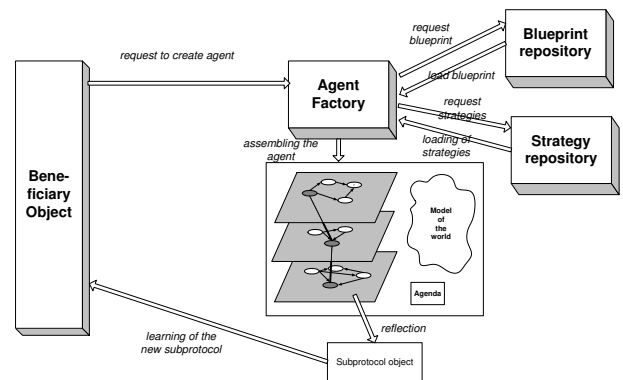 request to create agent
request
blueprint
Blueprint
repository
lead blueprint
Agent
Factory
request
strategies
loading of
strategies
Strategy
repository
Bene-
ficiary
Object
assembling the
agent
Model
of
the
world
Agenda
learning of the
new subprotocol
reflection
Subprotocol object